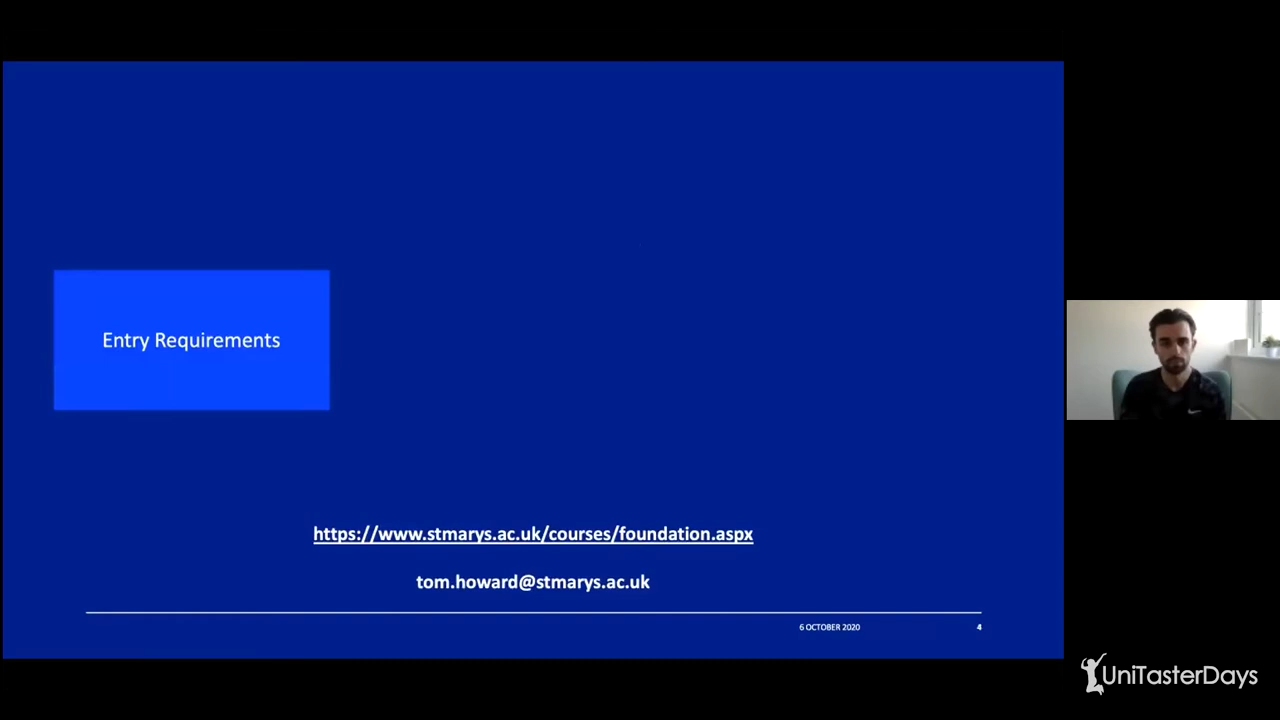 Entry Requirements
https://www.stmarys.ac.uk/courses/foundation.aspx
tom.howard@stmarys.ac.uk
6 OCTOBER 2020
4
UniTasterDays